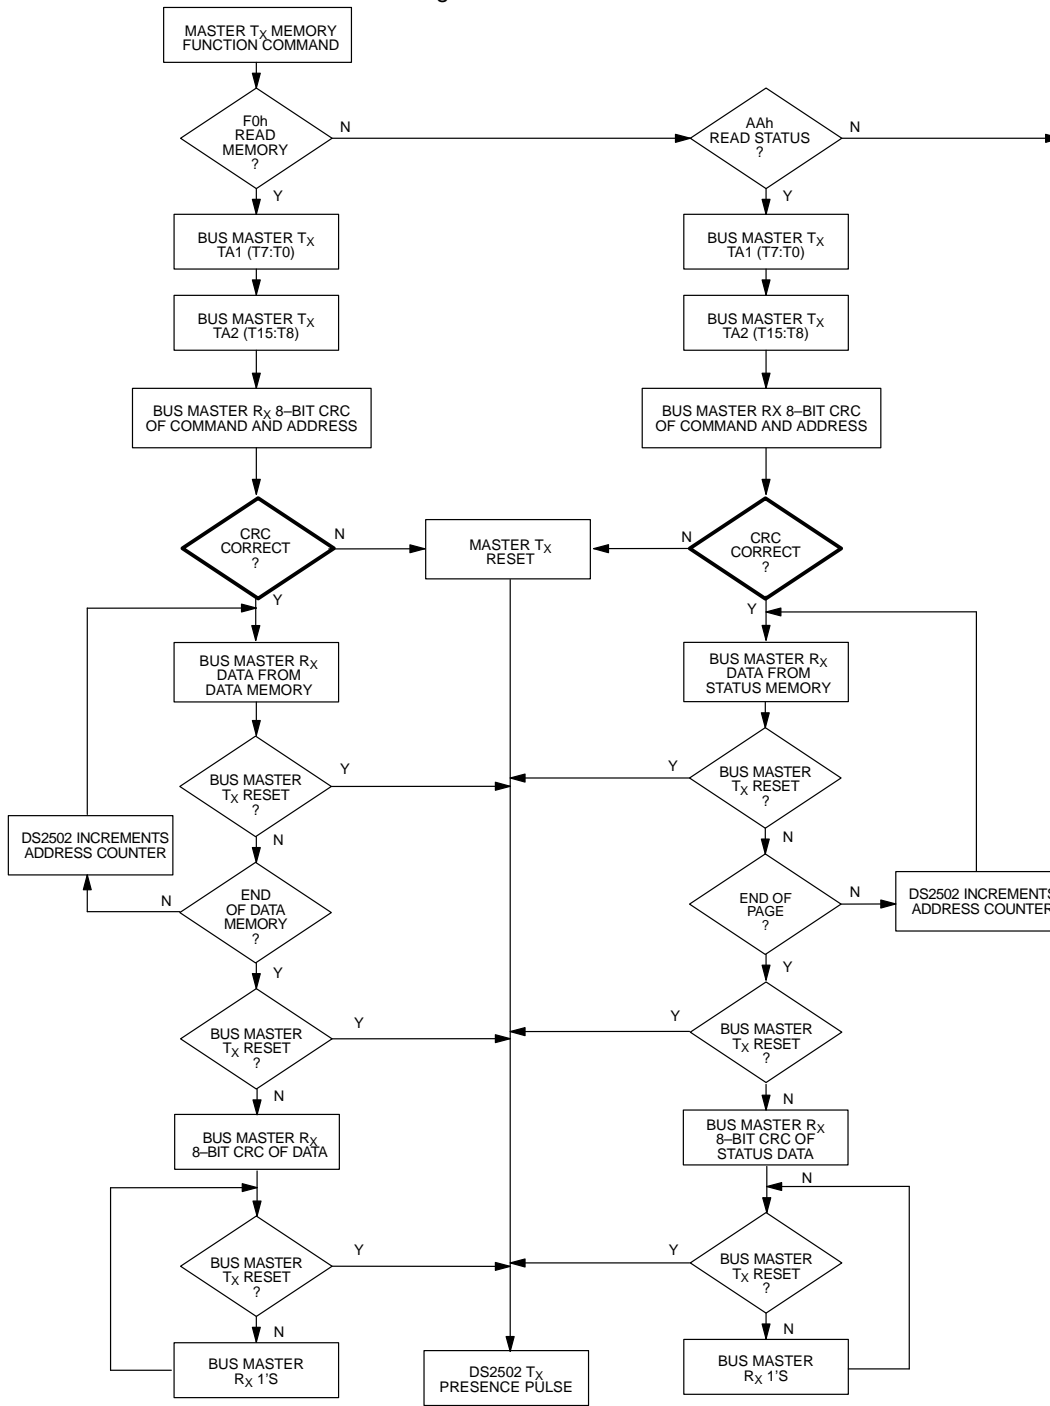 MASTER TX MEMORY
FUNCTION COMMAND
F0h
READ
MEMORY
?
N
Y
AAh
READ STATUS
?
N
Y
BUS MASTER TX
TA1 (T7:T0)
BUS MASTER TX
TA1 (T7:T0)
BUS MASTER TX
TA2 (T15:T8)
BUS MASTER TX
TA2 (T15:T8)
BUS MASTER RX 8–BIT CRC
OF COMMAND AND ADDRESS
BUS MASTER RX 8–BIT CRC
OF COMMAND AND ADDRESS
CRC
CORRECT
?
N
Y
MASTER TX
RESET
N
CRC
CORRECT
?
Y
BUS MASTER RX
DATA FROM
DATA MEMORY
BUS MASTER RX
DATA FROM
STATUS MEMORY
BUS MASTER
TX RESET
?
Y
N
Y
BUS MASTER
TX RESET
?
N
DS2502 INCREMENTS
ADDRESS COUNTER
N
END
OF DATA
MEMORY
?
Y
END OF
PAGE
?
N
Y
DS2502 INCREMENTS
ADDRESS COUNTER
BUS MASTER
TX RESET
?
Y
N
Y
BUS MASTER
TX RESET
?
N
BUS MASTER RX
8–BIT CRC OF DATA
BUS MASTER RX
8–BIT CRC OF
STATUS DATA
N
BUS MASTER
TX RESET
?
Y
N
Y
BUS MASTER
TX RESET
?
N
BUS MASTER
RX 1'S
DS2502 TX
PRESENCE PULSE
BUS MASTER
RX 1'S